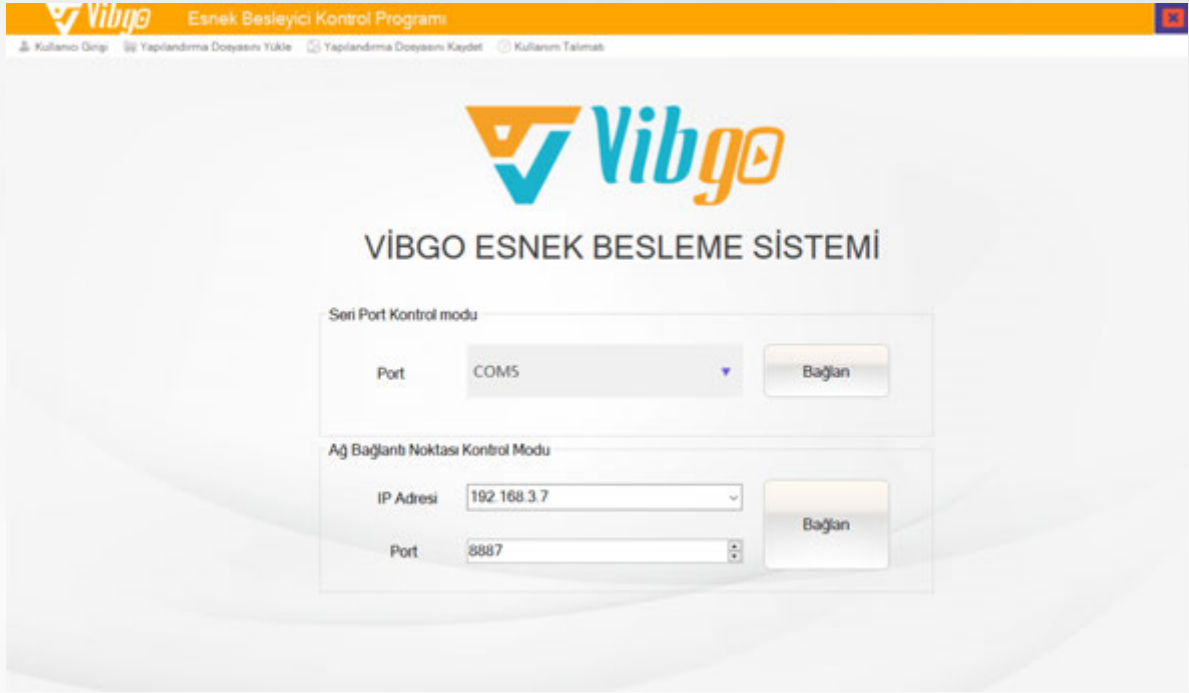 Vibgo Esnek Besleyici Kontrol Programı
Kullanıcı Girişi Yapılandırma Dosyasını Yükle Yapılandırma Dosyasını Kaydet Kullanım Talimatı
Vibgo
VİBGO ESNEK BESLEME SİSTEMİ
Seri Port Kontrol modu
Port COM5 Bağlan
Ağ Bağlantı Noktası Kontrol Modu
IP Adresi 192.168.3.7
Bağlan
Port 8887